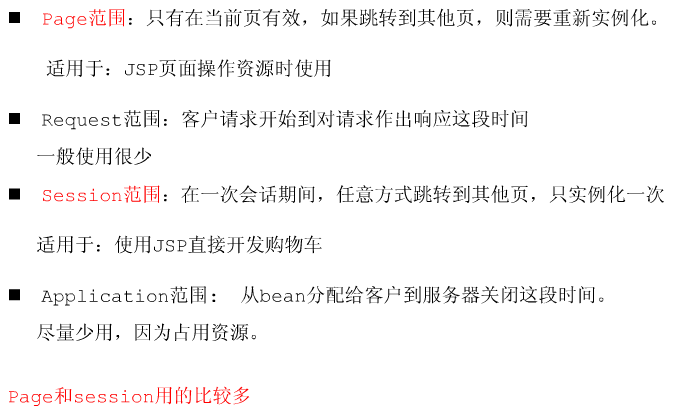 ■ Page范围：只有在当前页有效，如果跳转到其他页，则需要重新实例化。
适用于：JSP页面操作资源时使用
■ Request范围：客户请求开始到对请求作出响应这段时间
一般使用很少
■ Session范围：在一次会话期间，任意方式跳转到其他页，只实例化一次
适用于：使用JSP直接开发购物车
■ Application范围： 从bean分配给客户到服务器关闭这段时间。
尽量少用，因为占用资源。
Page和session用的比较多